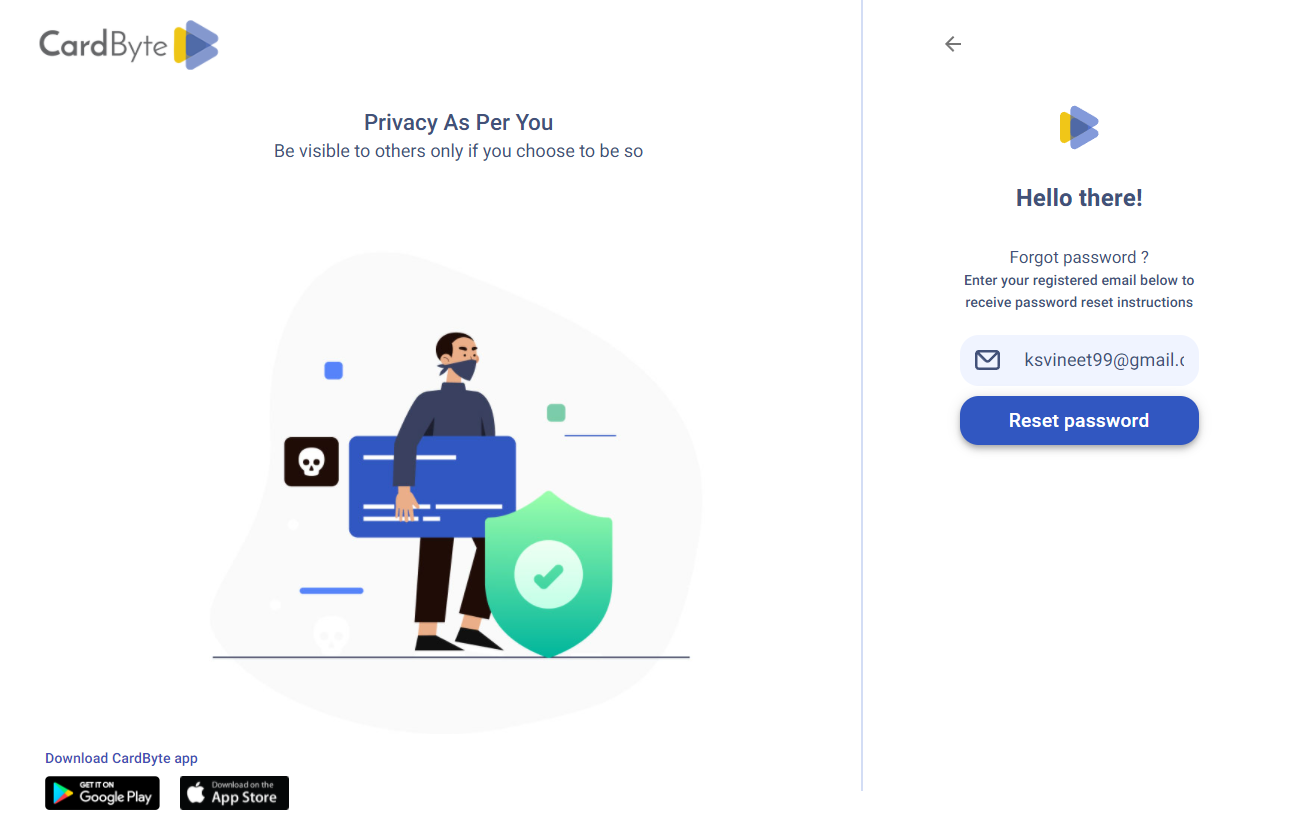 CardByte
Privacy As Per You
Be visible to others only if you choose to be so
Download CardByte app
GET IT ON
Google Play
Download on the
App Store
Hello there!
Forgot password ?
Enter your registered email below to
receive password reset instructions
ksvineet99@gmail.c
Reset password